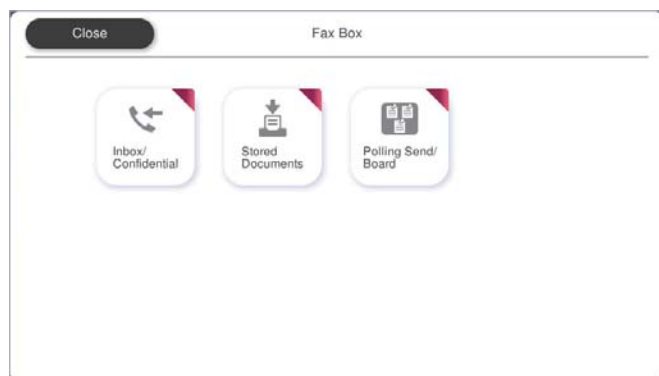 Close
Fax Box
Inbox/
Confidential
Stored
Documents
Polling Send/
Board